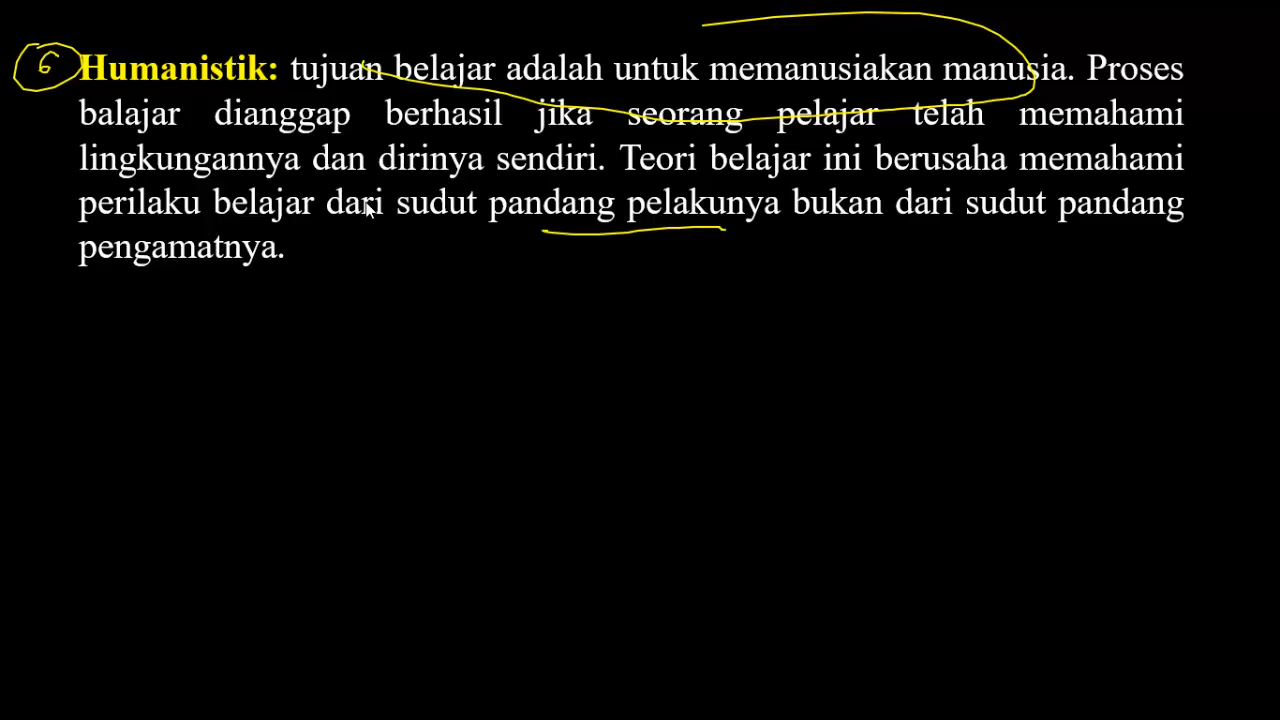 6 Humanistik: tujuan belajar adalah untuk memanusiakan manusia. Proses
balajar dianggap berhasil jika seorang pelajar telah memahami
lingkungannya dan dirinya sendiri. Teori belajar ini berusaha memahami
perilaku belajar dari sudut pandang pelakunya bukan dari sudut pandang
pengamatnya.